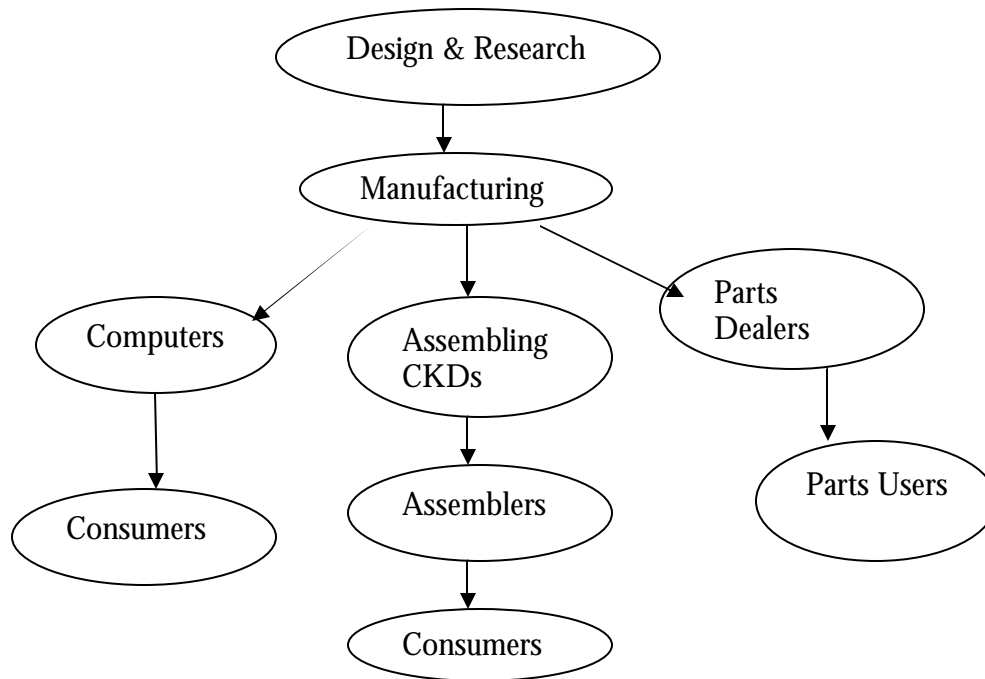 Design & Research
Manufacturing
Computers
Assembling
CKDs
Parts
Dealers
Consumers
Assemblers
Parts Users
Consumers